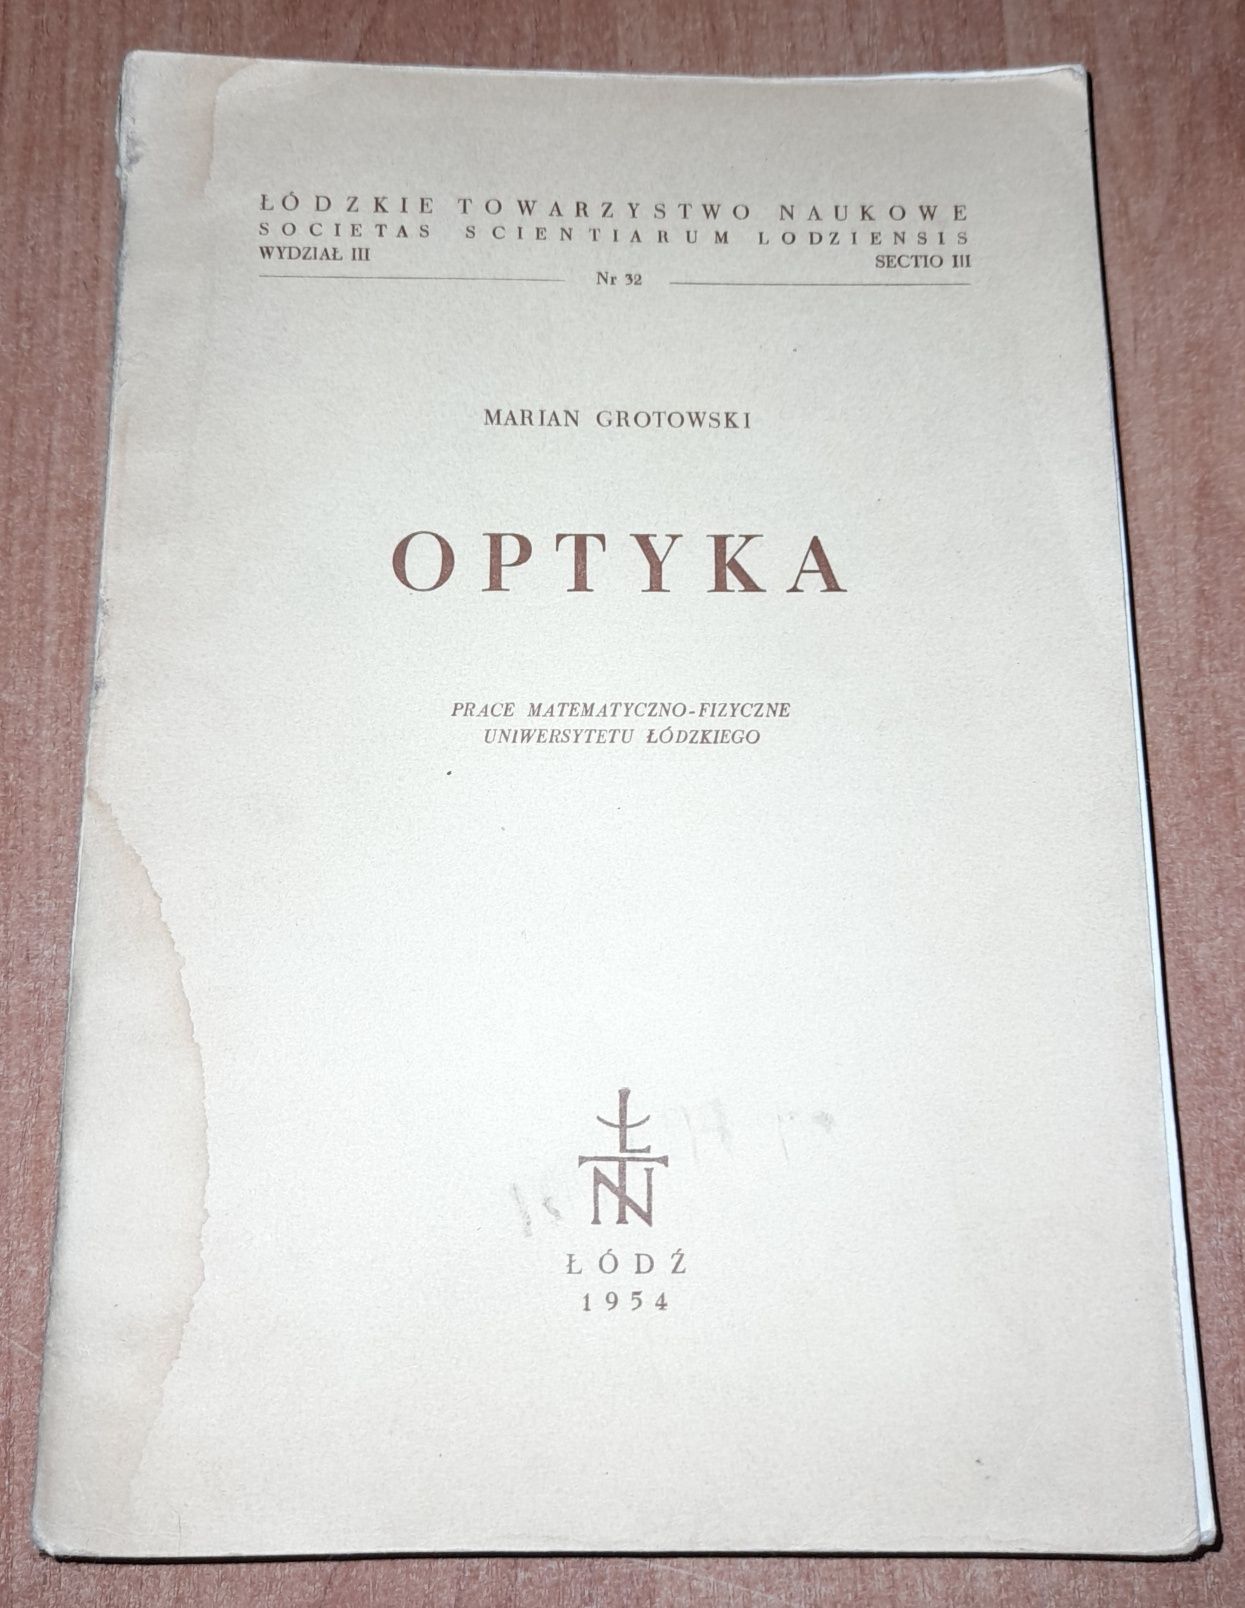 ŁÓDZKIE TOWARZYSTWO NAUKOWE
SOCIETAS SCIENTIARUM LODZIENSIS
WYDZIAŁ III SECTIO III
Nr 32
MARIAN GROTOWSKI
OPTYKA
PRACE MATEMATYCZNO-FIZYCZNE
UNIWERSYTETU ŁÓDZKIEGO
ŁTN
ŁÓDŹ
1954